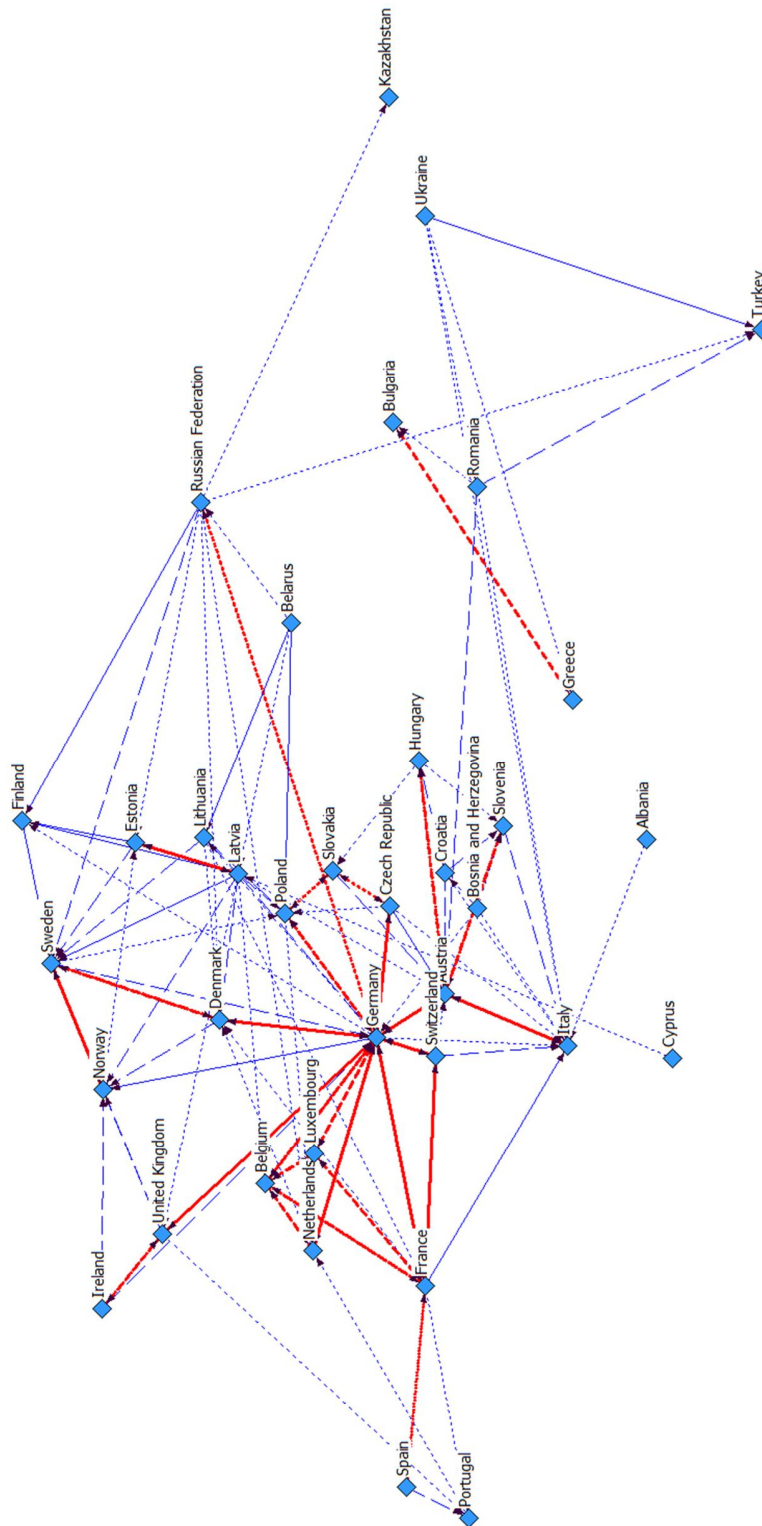 Kazakhstan
Ukraine
Turkey
Bulgaria
Romania
Russian Federation
Belarus
Greece
Hungary
Finland
Estonia
Lithuania
Latvia
Poland
Slovakia
Czech Republic
Croatia
Bosnia and Herzegovina
Slovenia
Albania
Sweden
Denmark
Germany
Switzerland
Austria
Italy
Cyprus
Norway
United Kingdom
Belgium
Luxembourg
Netherlands
Ireland
France
Spain
Portugal